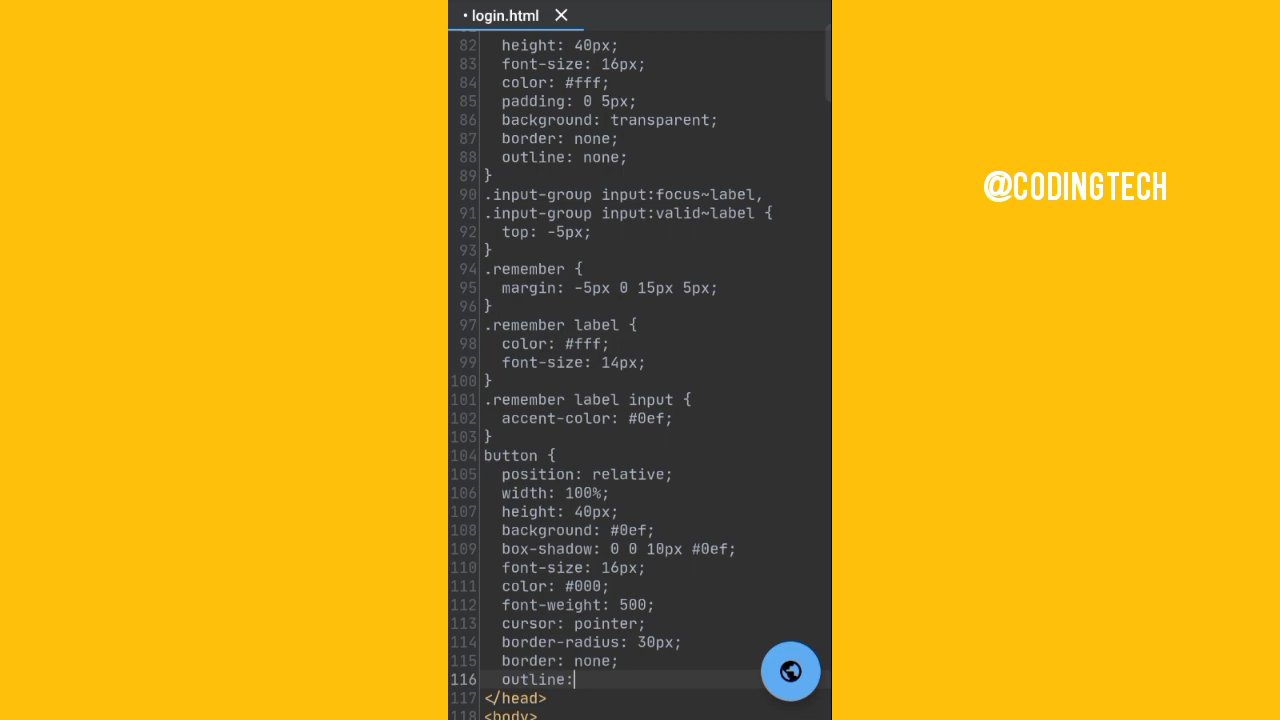 • login.html ×
82 height: 40px;
83 font-size: 16px;
84 color: #fff;
85 padding: 0 5px;
86 background: transparent;
87 border: none;
88 outline: none;
89 }
90 .input-group input:focus~label,
91 .input-group input:valid~label {
92 top: -5px;
93 }
94 .remember {
95 margin: -5px 0 15px 5px;
96 }
97 .remember label {
98 color: #fff;
99 font-size: 14px;
100 }
101 .remember label input {
102 accent-color: #0ef;
103 }
104 button {
105 position: relative;
106 width: 100%;
107 height: 40px;
108 background: #0ef;
109 box-shadow: 0 0 10px #0ef;
110 font-size: 16px;
111 color: #000;
112 font-weight: 500;
113 cursor: pointer;
114 border-radius: 30px;
115 border: none;
116 outline:
117 </head>
118 <body>
@CODINGTECH